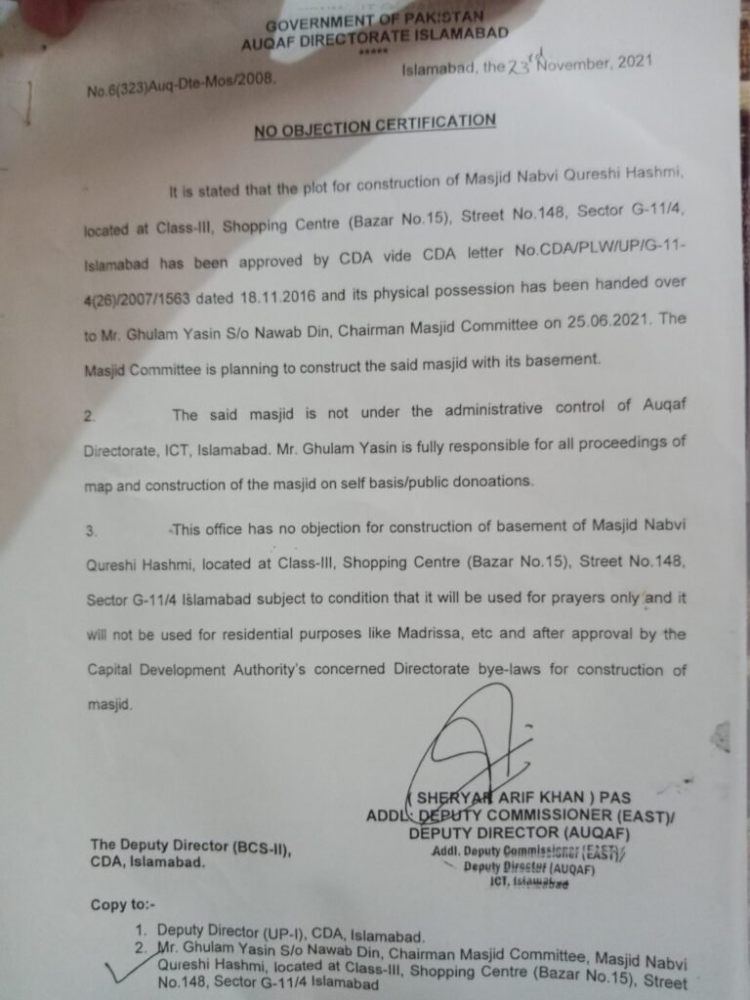 GOVERNMENT OF PAKISTAN
AUQAF DIRECTORATE ISLAMABAD
*****
No.6(323)Auq-Dte-Mos/2008.
Islamabad, the 23rd November, 2021
NO OBJECTION CERTIFICATION
It is stated that the plot for construction of Masjid Nabvi Qureshi Hashmi,
located at Class-III, Shopping Centre (Bazar No.15), Street No.148, Sector G-11/4,
Islamabad has been approved by CDA vide CDA letter No.CDA/PLW/UP/G-11-
4(26)/2007/1563 dated 18.11.2016 and its physical possession has been handed over
to Mr. Ghulam Yasin S/o Nawab Din, Chairman Masjid Committee on 25.06.2021. The
Masjid Committee is planning to construct the said masjid with its basement.
2. The said masjid is not under the administrative control of Auqaf
Directorate, ICT, Islamabad. Mr. Ghulam Yasin is fully responsible for all proceedings of
map and construction of the masjid on self basis/public donoations.
3. This office has no objection for construction of basement of Masjid Nabvi
Qureshi Hashmi, located at Class-III, Shopping Centre (Bazar No.15), Street No.148,
Sector G-11/4 Islamabad subject to condition that it will be used for prayers only and it
will not be used for residential purposes like Madrissa, etc and after approval by the
Capital Development Authority's concerned Directorate bye-laws for construction of
masjid.
( SHERYAR ARIF KHAN ) PAS
ADDL: DEPUTY COMMISSIONER (EAST)/
DEPUTY DIRECTOR (AUQAF)
Addl. Deputy Commissioner (EAST)/
Deputy Director (AUQAF)
ICT, Islamabad
The Deputy Director (BCS-II),
CDA, Islamabad.
Copy to:-
1. Deputy Director (UP-I), CDA, Islamabad.
2. Mr. Ghulam Yasin S/o Nawab Din, Chairman Masjid Committee, Masjid Nabvi
Qureshi Hashmi, located at Class-III, Shopping Centre (Bazar No.15), Street
No.148, Sector G-11/4 Islamabad